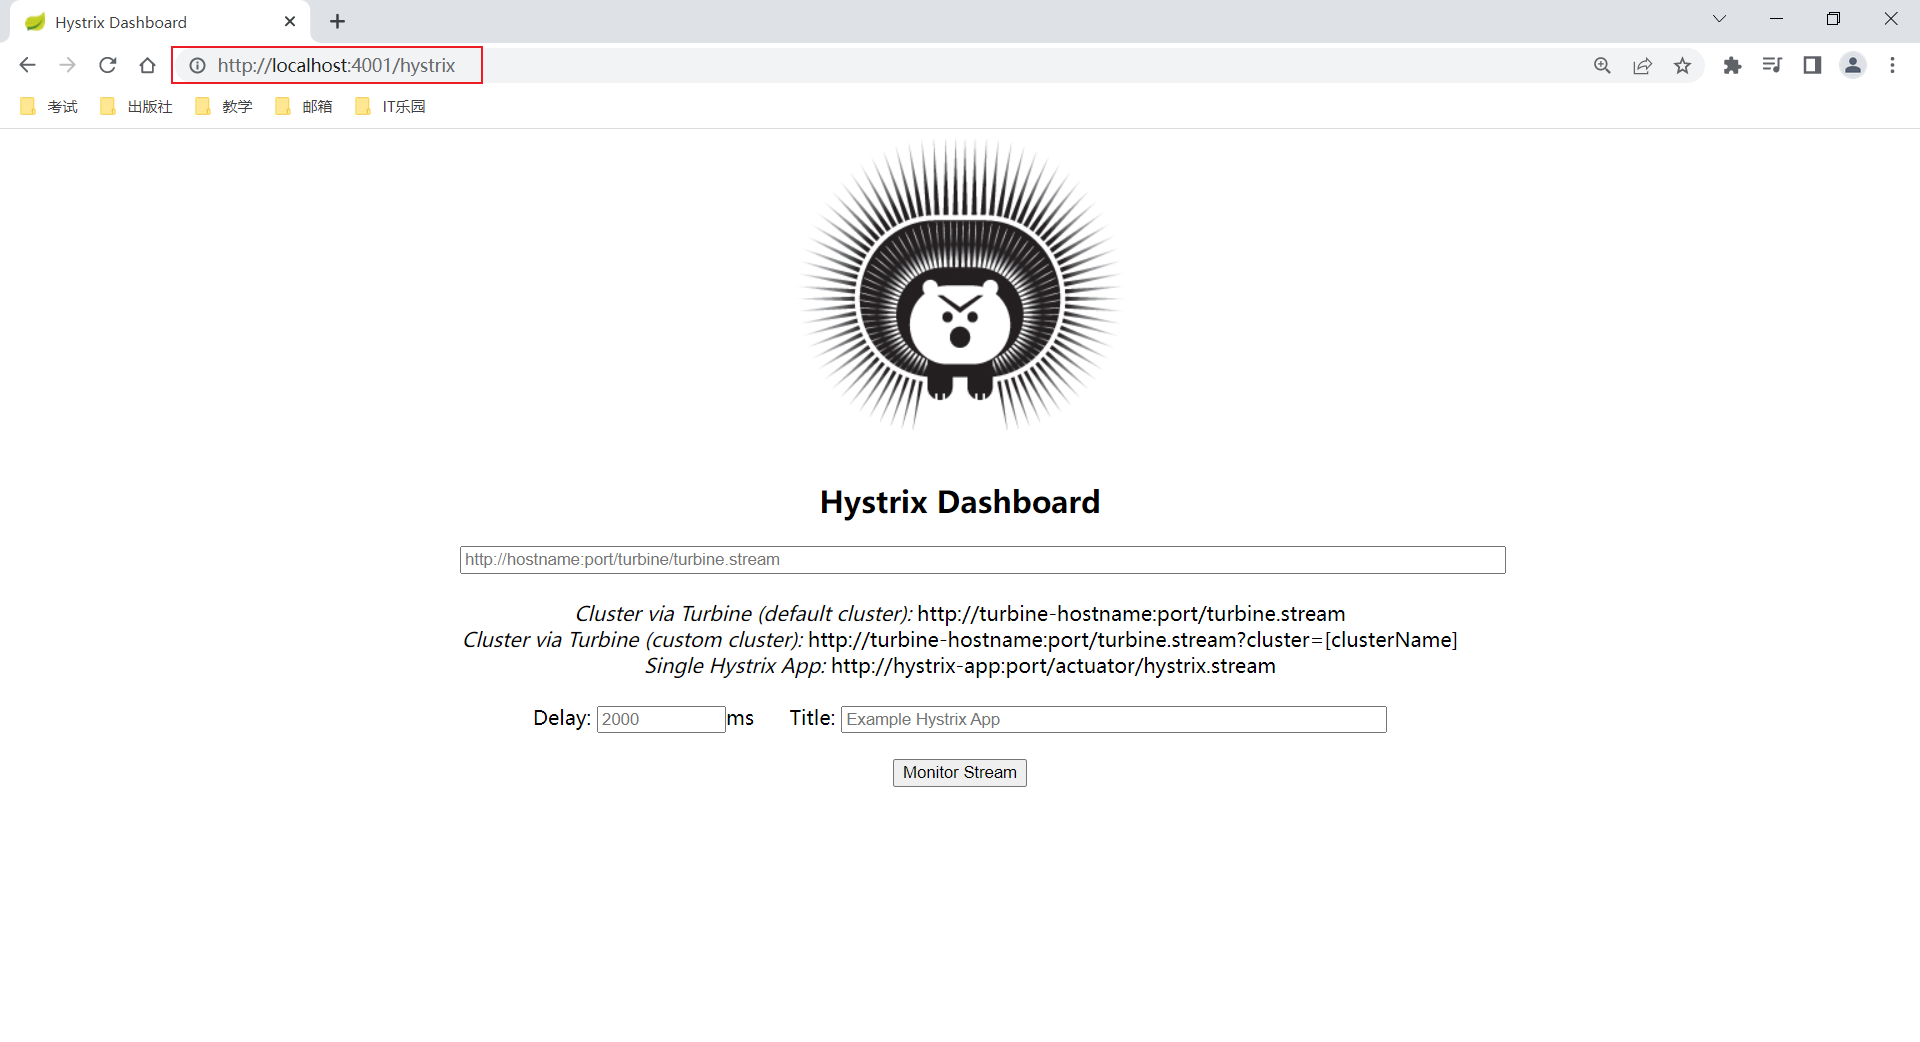 Hystrix Dashboard
http://localhost:4001/hystrix
考试 出版社 教学 邮箱 IT乐园
Hystrix Dashboard
http://hostname:port/turbine/turbine.stream
Cluster via Turbine (default cluster): http://turbine-hostname:port/turbine.stream
Cluster via Turbine (custom cluster): http://turbine-hostname:port/turbine.stream?cluster=[clusterName]
Single Hystrix App: http://hystrix-app:port/actuator/hystrix.stream
Delay: 2000 ms Title: Example Hystrix App
Monitor Stream